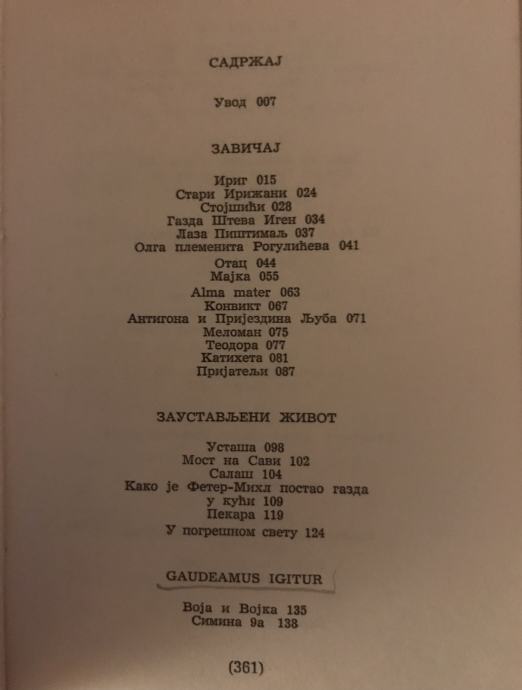 САДРЖАЈ
Увод 007
ЗАВИЧАЈ
Ириг 015
Стари Ирижани 024
Стојшићи 028
Газда Штева Иген 034
Лаза Пиштимаљ 037
Олга племенита Рогулићева 041
Отац 044
Мајка 055
Alma mater 063
Конвикт 067
Антигона и Пријездина Љуба 071
Меломан 075
Теодора 077
Катихета 081
Пријатељи 087
ЗАУСТАВЉЕНИ ЖИВОТ
Усташа 098
Мост на Сави 102
Салаш 104
Како је Фетер-Михл постао газда
у кући 109
Пекара 119
У погрешном свету 124
GAUDEAMUS IGITUR
Воја и Војка 135
Симина 9а 138
(361)